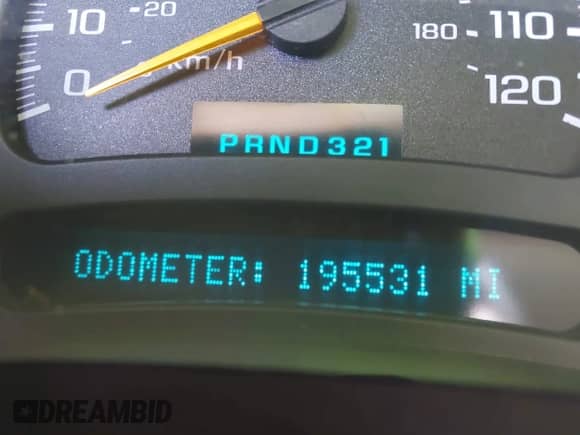 10 20 180 110
0 km/h 120
PRND321
ODOMETER: 195531 MI
DREAMBID